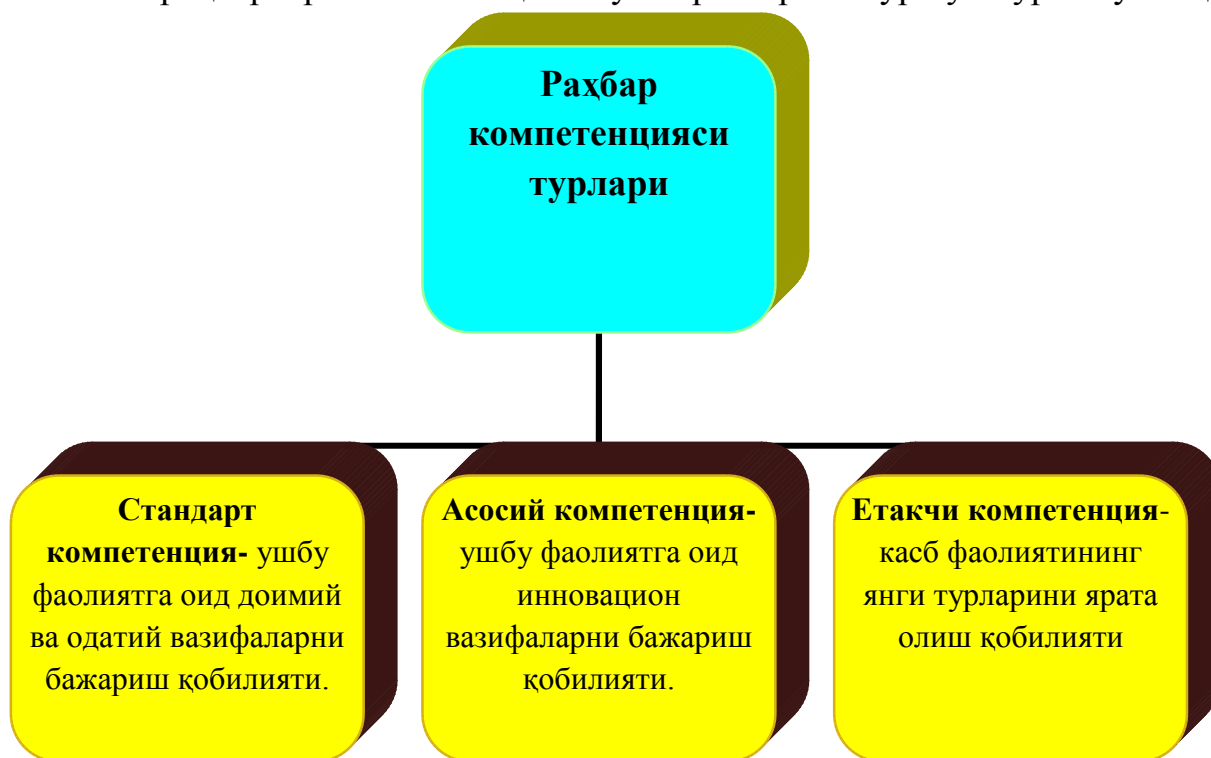 Раҳбар
компетенцияси
турлари
Стандарт
компетенция- ушбу
фаолиятга оид доимий
ва одатий вазифаларни
бажариш қобилияти.
Асосий компетенция-
ушбу фаолиятга оид
инновацион
вазифаларни бажариш
қобилияти.
Етакчи компетенция-
касб фаолиятининг
янги турларини ярата
олиш қобилияти